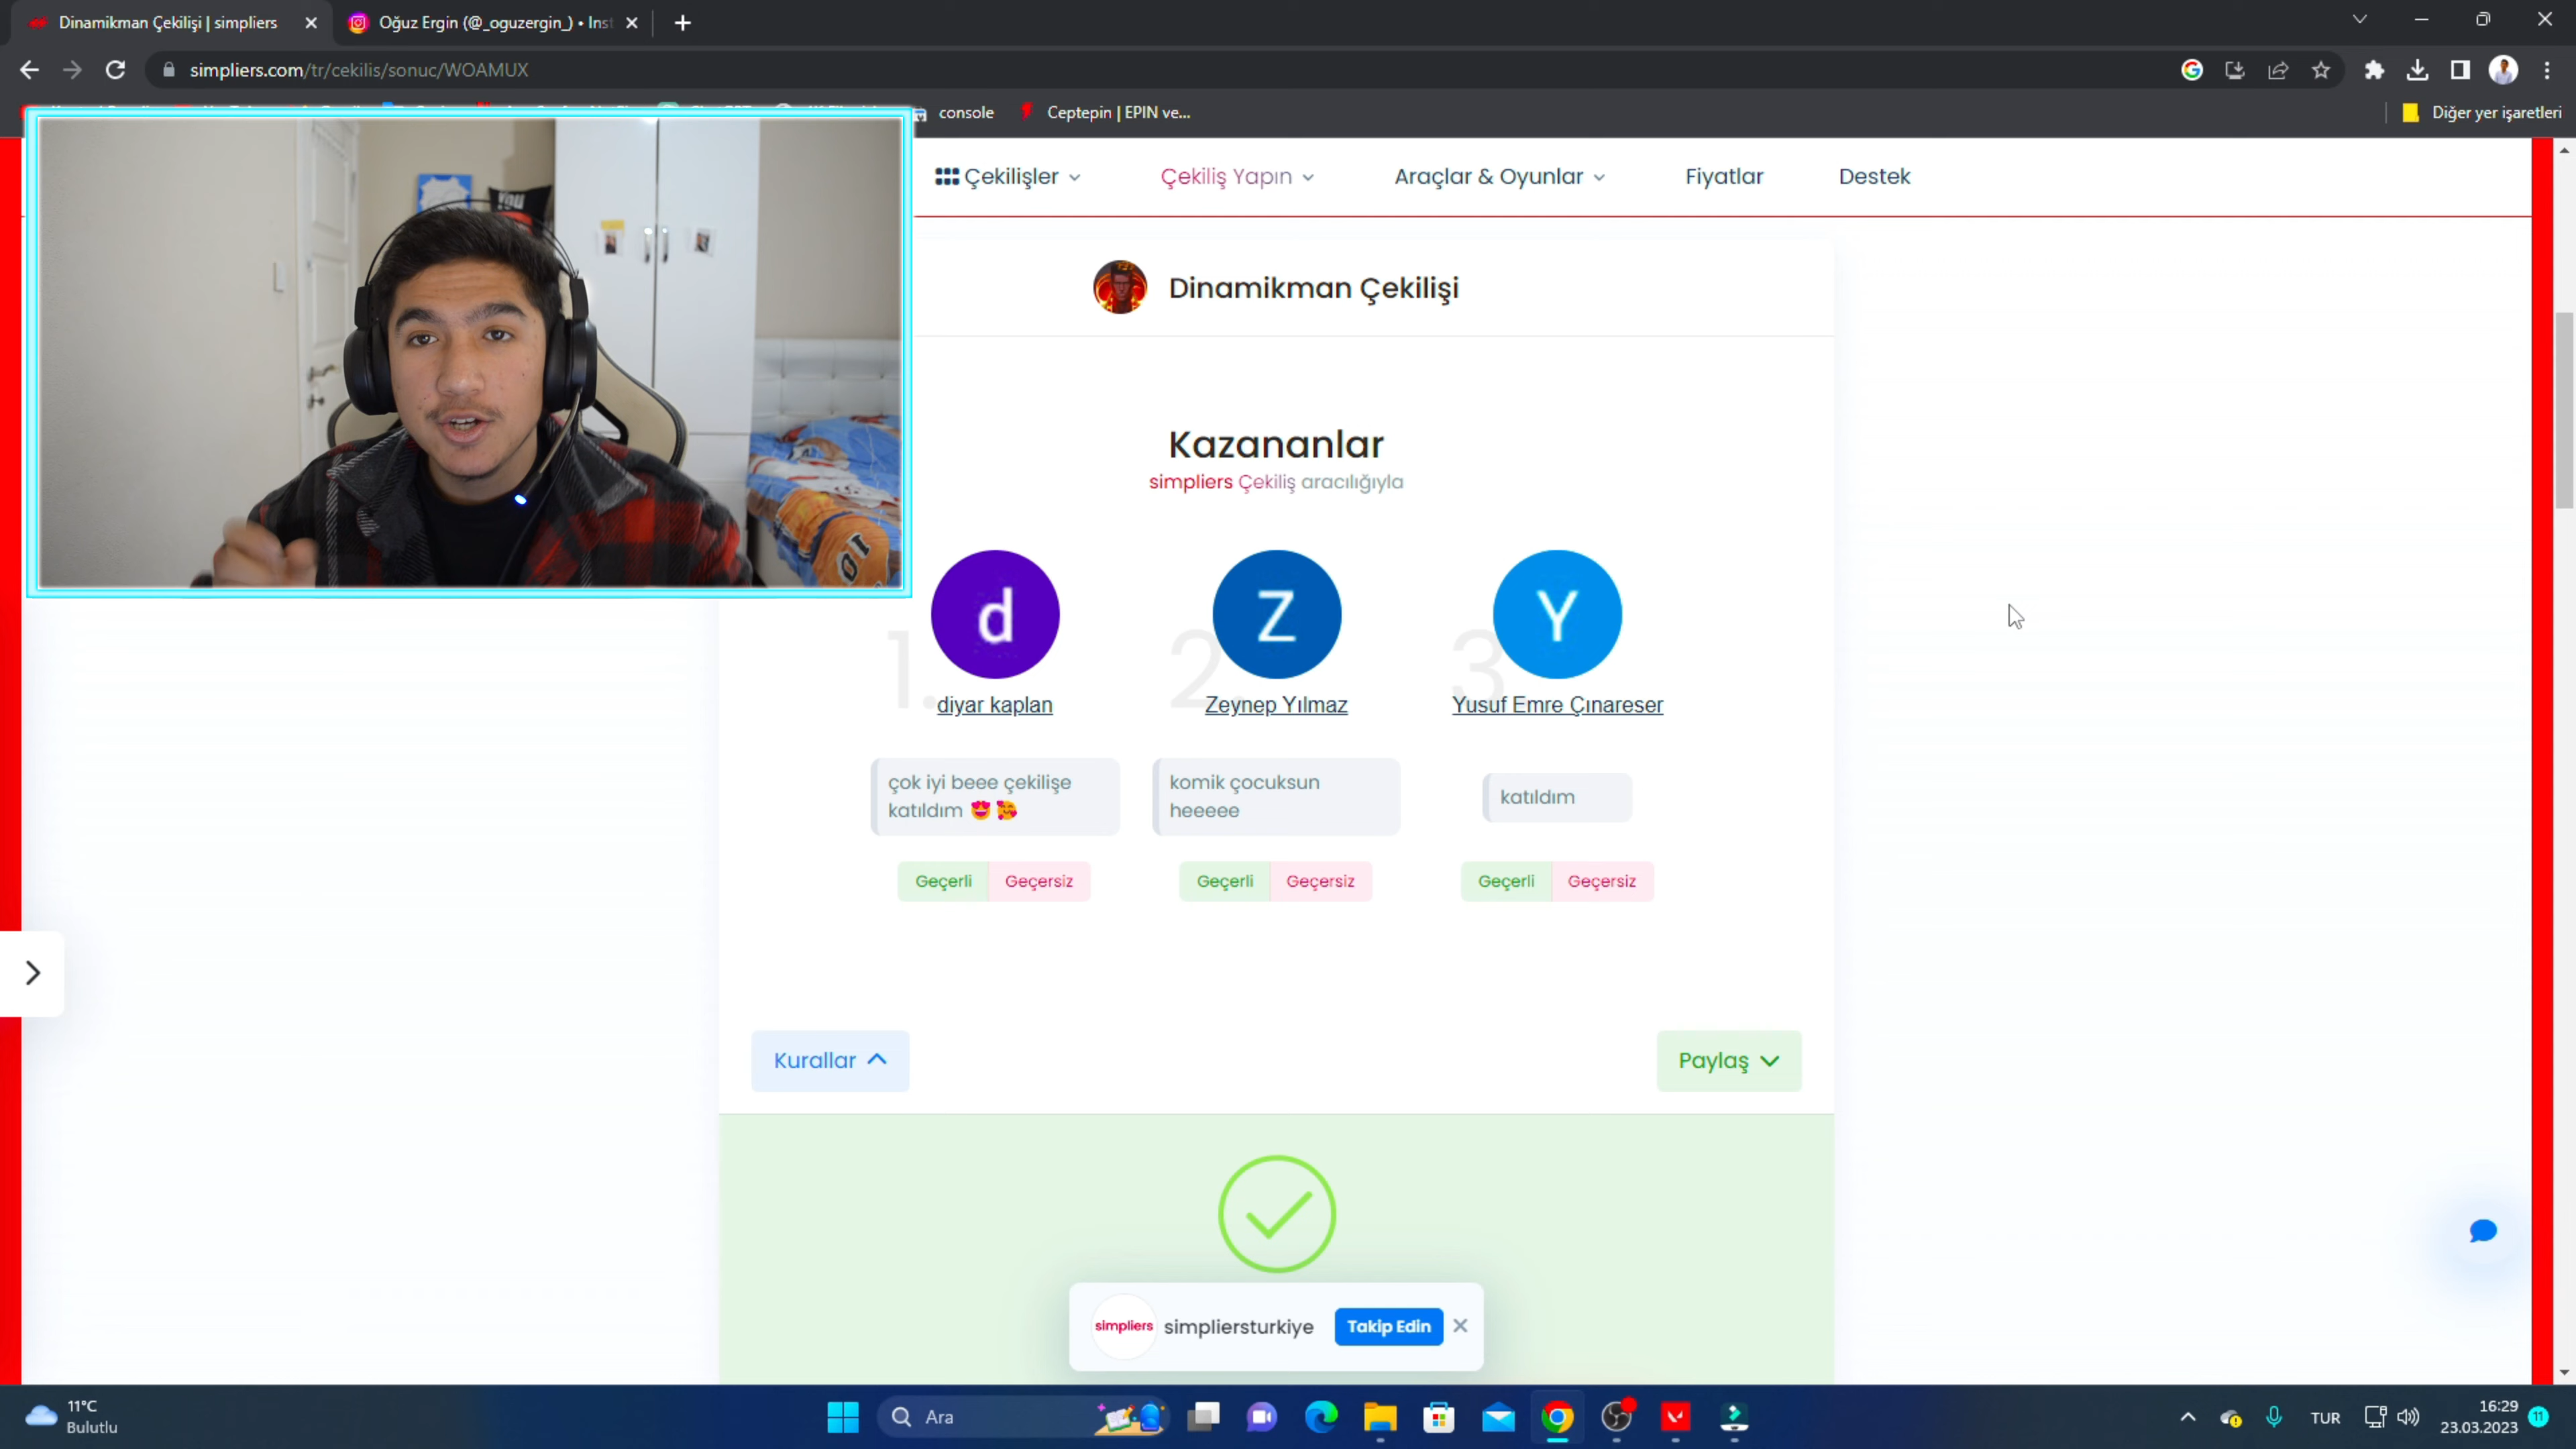 Dinamikman Çekilişi | simpliers
Oğuz Ergin (@_oguzergin_) • Inst
simpliers.com/tr/cekilis/sonuc/WOAMUX
console
Ceptepin | EPIN ve...
Diğer yer işaretleri
Çekilişler
Çekiliş Yapın
Araçlar & Oyunlar
Fiyatlar
Destek
YOU
Dinamikman Çekilişi
Kazananlar
simpliers Çekiliş aracılığıyla
d
Z
Y
1.
2.
3
diyar kaplan
Zeynep Yılmaz
Yusuf Emre Çınareser
çok iyi beee çekilişe
katıldım 😍 🥰
komik çocuksun
heeeee
katıldım
Geçerli Geçersiz
Geçerli Geçersiz
Geçerli Geçersiz
Kurallar
Paylaş
simpliers simpliersturkiye Takip Edin
11°C
Bulutlu
Ara
TUR
16:29
23.03.2023
11